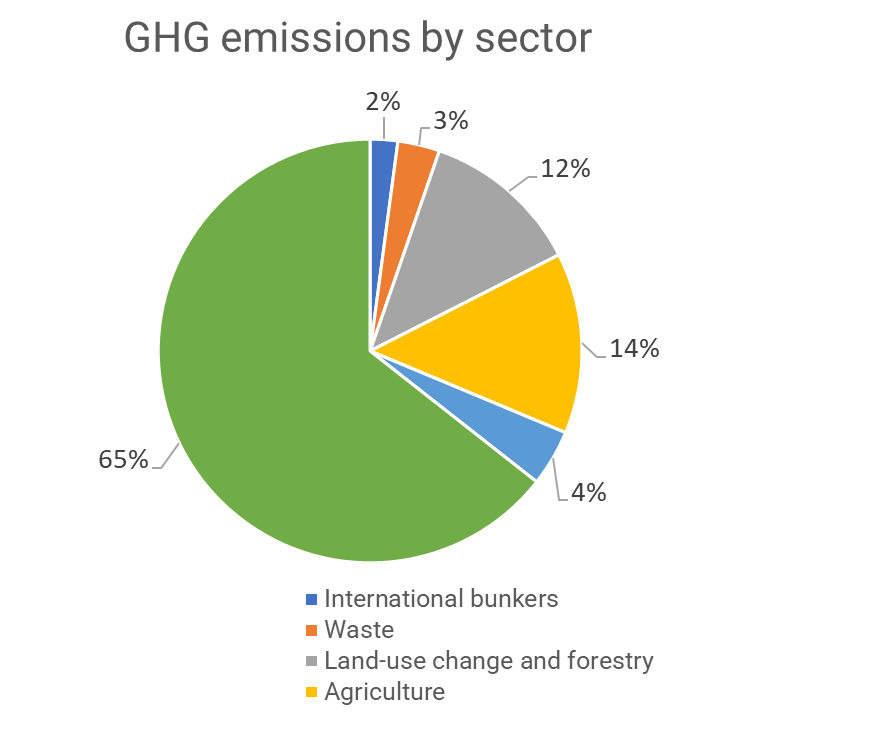 GHG emissions by sector
2%
3%
12%
14%
4%
65%
International bunkers
Waste
Land-use change and forestry
Agriculture